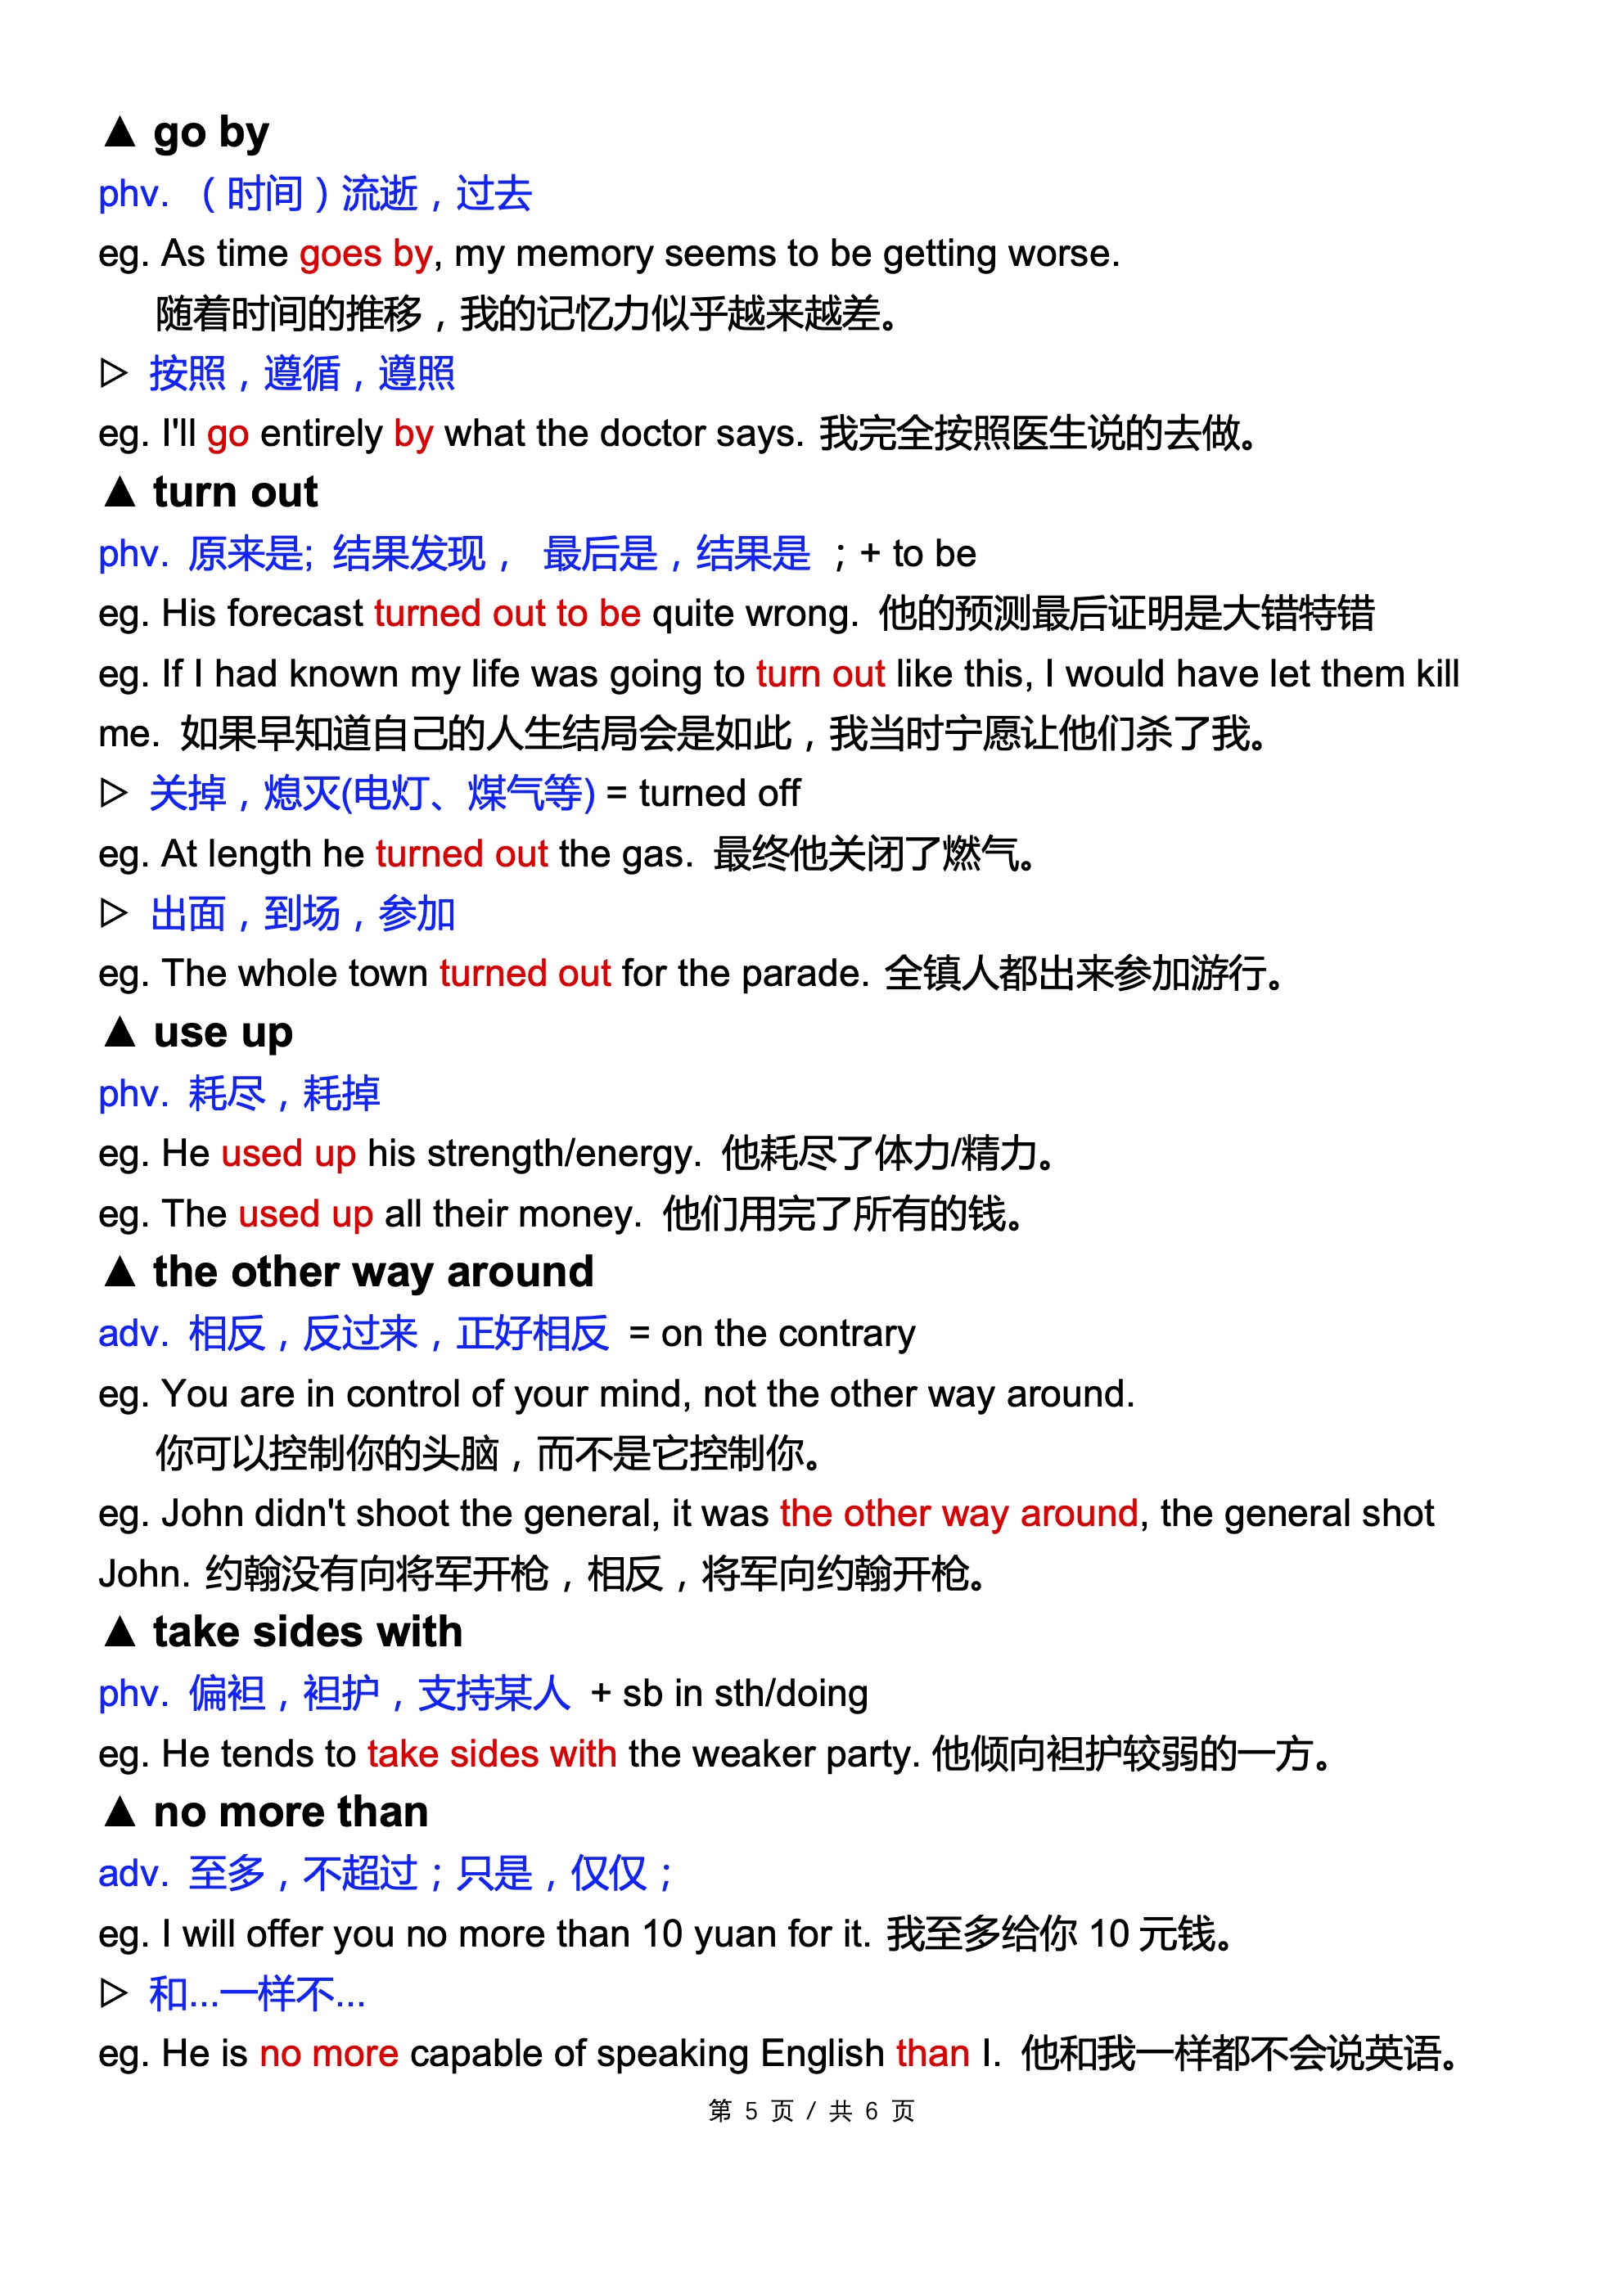 ▲ go by
phv. （时间）流逝，过去
eg. As time goes by, my memory seems to be getting worse.
随着时间的推移，我的记忆力似乎越来越差。
▷ 按照，遵循，遵照
eg. I'll go entirely by what the doctor says. 我完全按照医生说的去做。
▲ turn out
phv. 原来是; 结果发现， 最后是，结果是 ；+ to be
eg. His forecast turned out to be quite wrong. 他的预测最后证明是大错特错
eg. If I had known my life was going to turn out like this, I would have let them kill
me. 如果早知道自己的人生结局会是如此，我当时宁愿让他们杀了我。
▷ 关掉，熄灭(电灯、煤气等) = turned off
eg. At length he turned out the gas. 最终他关闭了燃气。
▷ 出面，到场，参加
eg. The whole town turned out for the parade. 全镇人都出来参加游行。
▲ use up
phv. 耗尽，耗掉
eg. He used up his strength/energy. 他耗尽了体力/精力。
eg. The used up all their money. 他们用完了所有的钱。
▲ the other way around
adv. 相反，反过来，正好相反 = on the contrary
eg. You are in control of your mind, not the other way around.
你可以控制你的头脑，而不是它控制你。
eg. John didn't shoot the general, it was the other way around, the general shot
John. 约翰没有向将军开枪，相反，将军向约翰开枪。
▲ take sides with
phv. 偏袒，袒护，支持某人 + sb in sth/doing
eg. He tends to take sides with the weaker party. 他倾向袒护较弱的一方。
▲ no more than
adv. 至多，不超过；只是，仅仅；
eg. I will offer you no more than 10 yuan for it. 我至多给你 10 元钱。
▷ 和...一样不...
eg. He is no more capable of speaking English than I. 他和我一样都不会说英语。
第 5 页 / 共 6 页